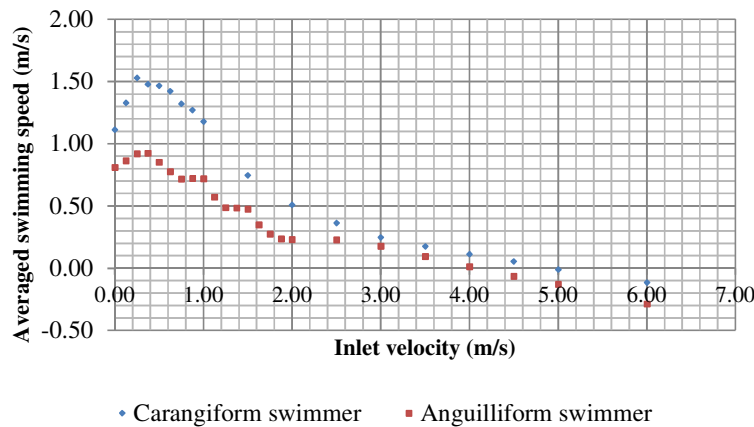 2.00
1.50
1.00
0.50
0.00
-0.50
Averaged swimming speed (m/s)
0.00 1.00 2.00 3.00 4.00 5.00 6.00 7.00
Inlet velocity (m/s)
Carangiform swimmer Anguilliform swimmer